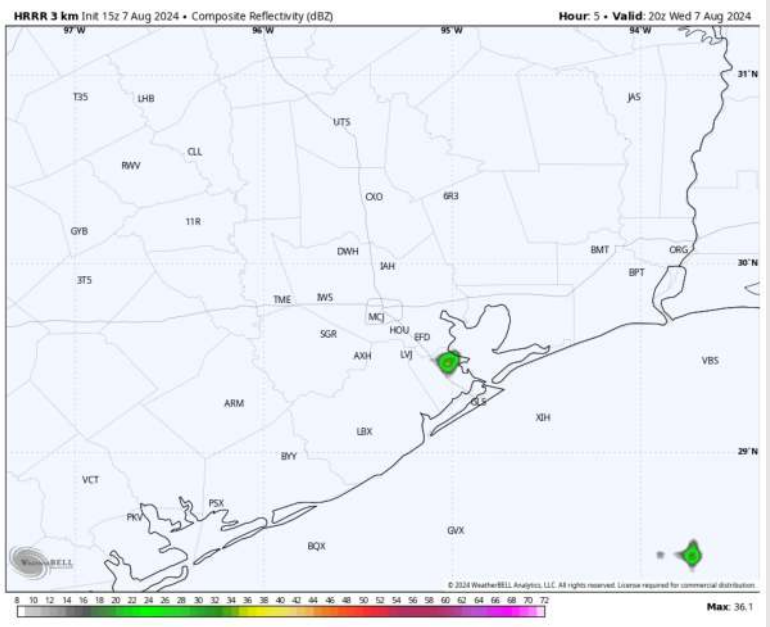 HRRR 3 km Init 15z 7 Aug 2024 • Composite Reflectivity (dBZ) Hour: 5 • Valid: 20z Wed 7 Aug 2024
97°W 96°W 95°W 94°W
31°N
T35 LHB JAS
UTS
CLL
RWV
CXO 6R3
11R
GYB
DWH BMT ORG
30°N
IAH
BPT
3T5
TME IWS
MCJ
HOU
SGR EFD
AXH LVJ
VBS
ARM GLS
XIH
LBX
29°N
BYY
VCT
PSX
PKV
GVX
BQX
WEATHERBELL
© 2024 WeatherBELL Analytics, LLC. All rights reserved. License required for commercial distribution.
8 10 12 14 16 18 20 22 24 26 28 30 32 34 36 38 40 42 44 46 48 50 52 54 56 58 60 62 64 66 68 70 72
Max: 36.1